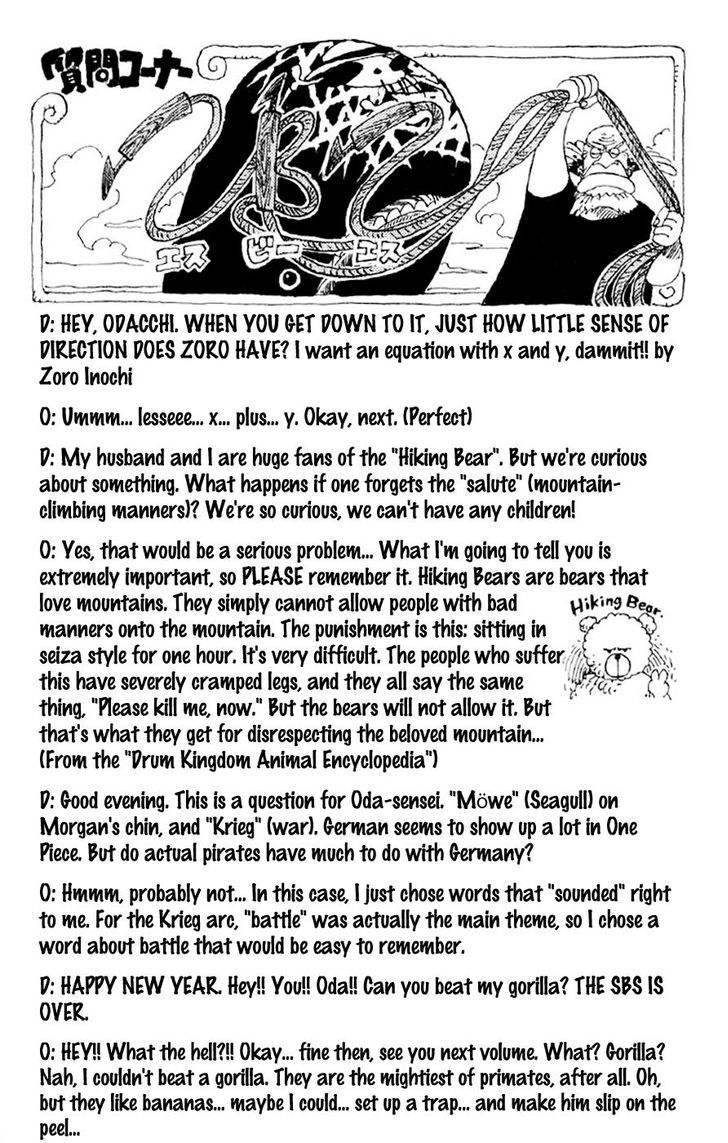 質問コーナー
SBS
エス ビー エス
D: HEY, ODACCHI. WHEN YOU GET DOWN TO IT, JUST HOW LITTLE SENSE OF
DIRECTION DOES ZORO HAVE? I want an equation with x and y, dammit!! by
Zoro Inochi
O: Ummm... lesseee... x... plus... y. Okay, next. (Perfect)
D: My husband and I are huge fans of the "Hiking Bear". But we're curious
about something. What happens if one forgets the "salute" (mountain-
climbing manners)? We're so curious, we can't have any children!
O: Yes, that would be a serious problem... What I'm going to tell you is
extremely important, so PLEASE remember it. Hiking Bears are bears that
love mountains. They simply cannot allow people with bad
manners onto the mountain. The punishment is this: sitting in
seiza style for one hour. It's very difficult. The people who suffer
this have severely cramped legs, and they all say the same
thing, "Please kill me, now." But the bears will not allow it. But
that's what they get for disrespecting the beloved mountain...
(From the "Drum Kingdom Animal Encyclopedia")
Hiking Bear.
D: Good evening. This is a question for Oda-sensei. "Möwe" (Seagull) on
Morgan's chin, and "Krieg" (war). German seems to show up a lot in One
Piece. But do actual pirates have much to do with Germany?
O: Hmmm, probably not... In this case, I just chose words that "sounded" right
to me. For the Krieg arc, "battle" was actually the main theme, so I chose a
word about battle that would be easy to remember.
D: HAPPY NEW YEAR. Hey!! You!! Oda!! Can you beat my gorilla? THE SBS IS
OVER.
O: HEY!! What the hell?!! Okay... fine then, see you next volume. What? Gorilla?
Nah, I couldn't beat a gorilla. They are the mightiest of primates, after all. Oh,
but they like bananas... maybe I could... set up a trap... and make him slip on the
peel...